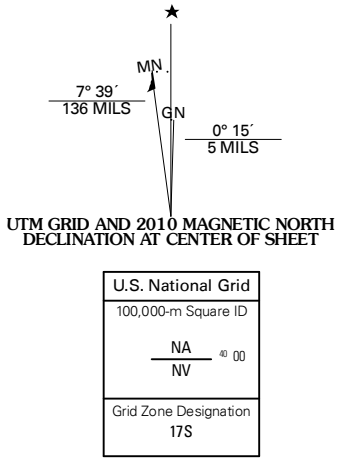 ★
MN
7° 39´
136 MILS
GN
0° 15´
5 MILS
UTM GRID AND 2010 MAGNETIC NORTH
DECLINATION AT CENTER OF SHEET
U.S. National Grid
100,000-m Square ID
NA
40 00
NV
Grid Zone Designation
17S